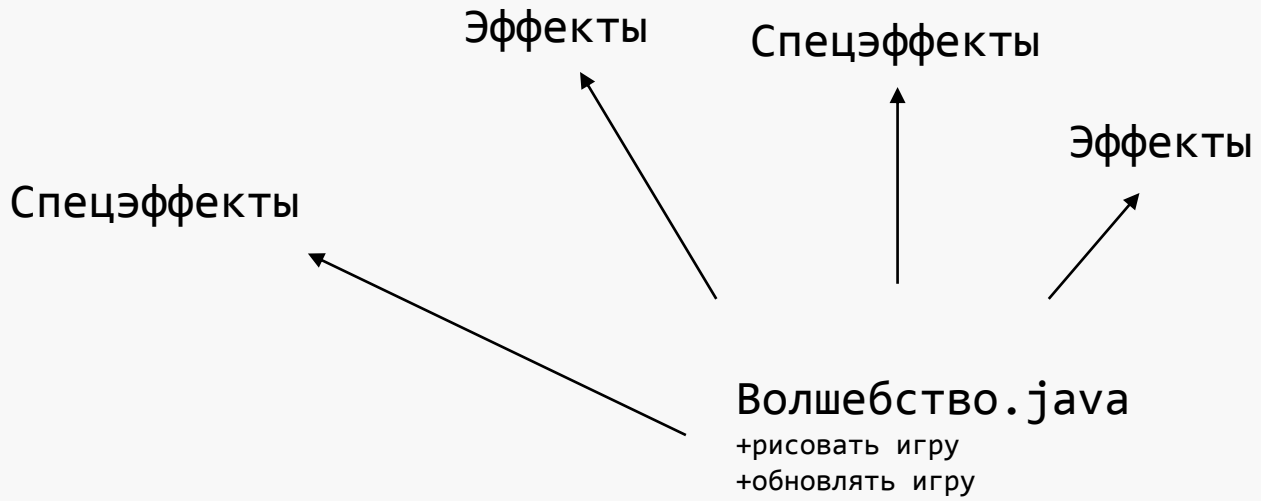 Эффекты
Спецэффекты
Эффекты
Спецэффекты
Волшебство.java
+рисовать игру
+обновлять игру